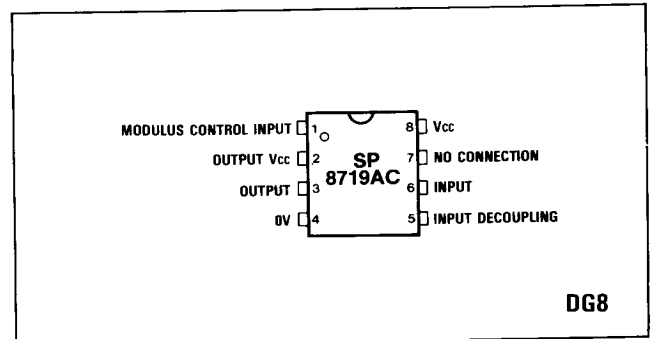 MODULUS CONTROL INPUT 1 8 Vcc
OUTPUT Vcc 2 SP 7 NO CONNECTION
OUTPUT 3 8719AC 6 INPUT
0V 4 5 INPUT DECOUPLING
DG8